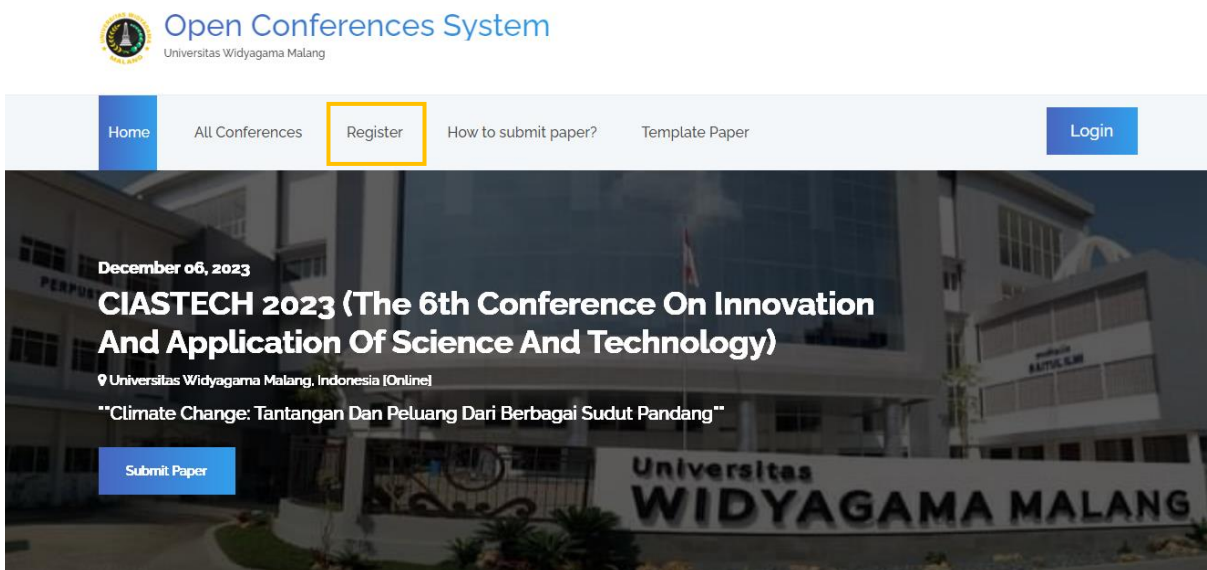 Open Conferences System
Universitas Widyagama Malang
Home
All Conferences
Register
How to submit paper?
Template Paper
Login
December 06, 2023
CIASTECH 2023 (The 6th Conference On Innovation
And Application Of Science And Technology)
Universitas Widyagama Malang, Indonesia [Online]
""Climate Change: Tantangan Dan Peluang Dari Berbagai Sudut Pandang""
Submit Paper
Universitas
WIDYAGAMA MALANG